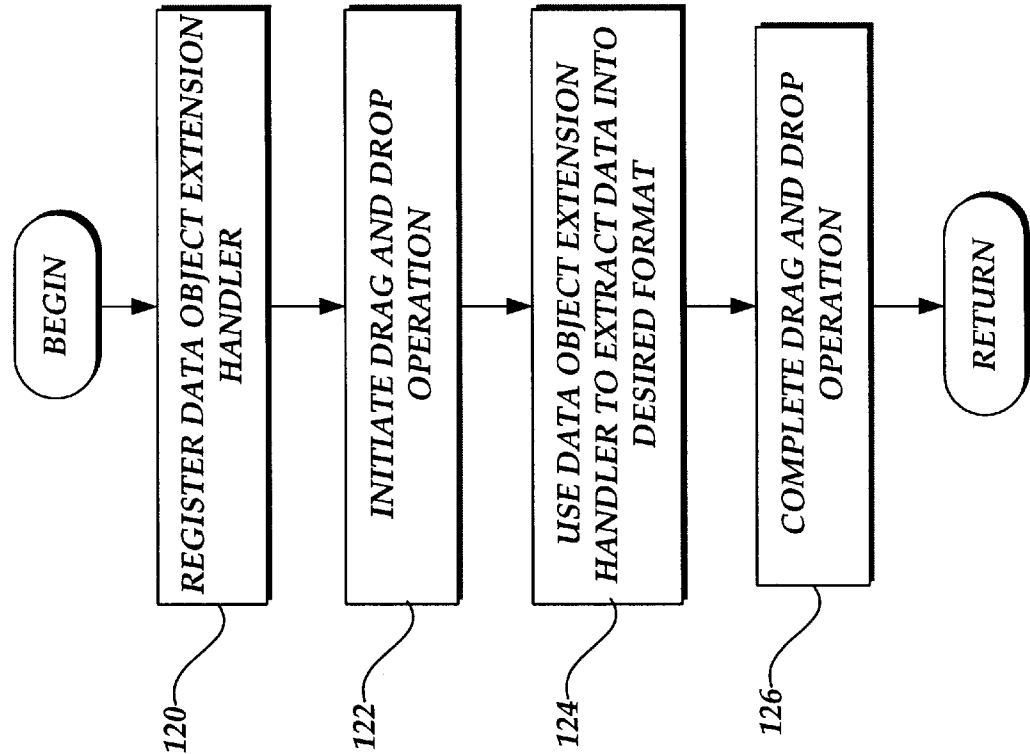 BEGIN
120
REGISTER DATA OBJECT EXTENSION
HANDLER
122
INITIATE DRAG AND DROP
OPERATION
124
USE DATA OBJECT EXTENSION
HANDLER TO EXTRACT DATA INTO
DESIRED FORMAT
126
COMPLETE DRAG AND DROP
OPERATION
RETURN